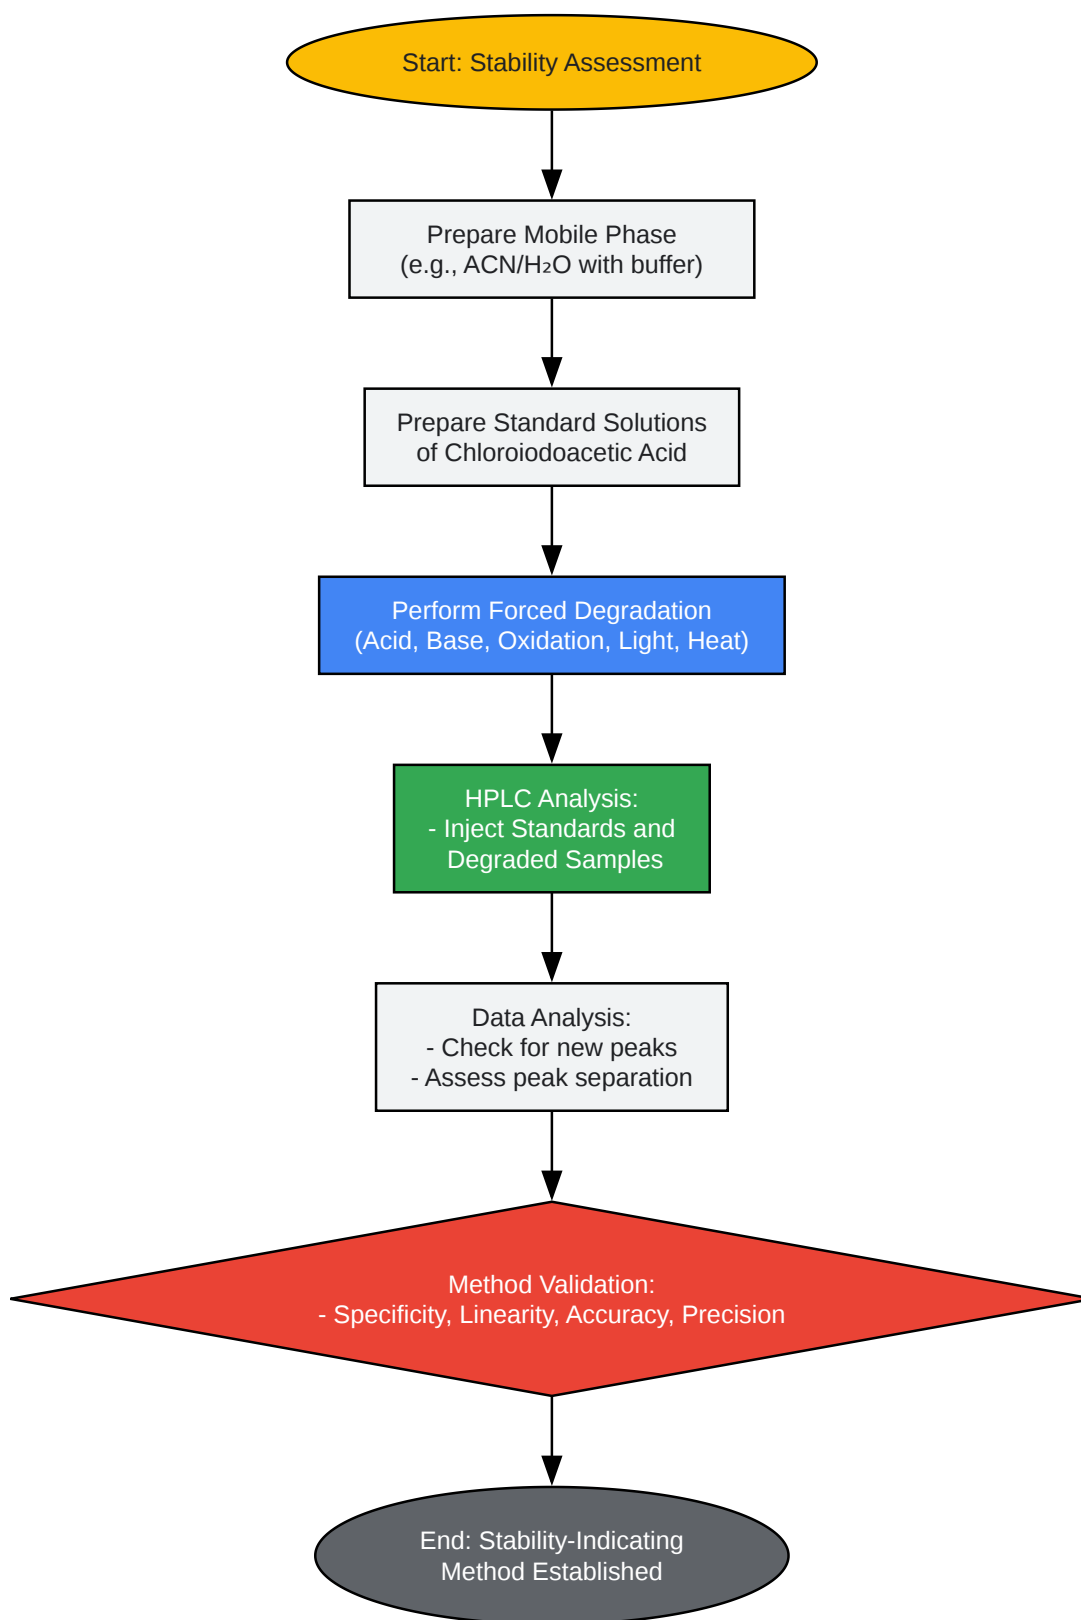 Start: Stability Assessment
Prepare Mobile Phase
(e.g., ACN/H₂O with buffer)
Prepare Standard Solutions
of Chloroiodoacetic Acid
Perform Forced Degradation
(Acid, Base, Oxidation, Light, Heat)
HPLC Analysis:
- Inject Standards and
Degraded Samples
Data Analysis:
- Check for new peaks
- Assess peak separation
Method Validation:
- Specificity, Linearity, Accuracy, Precision
End: Stability-Indicating
Method Established